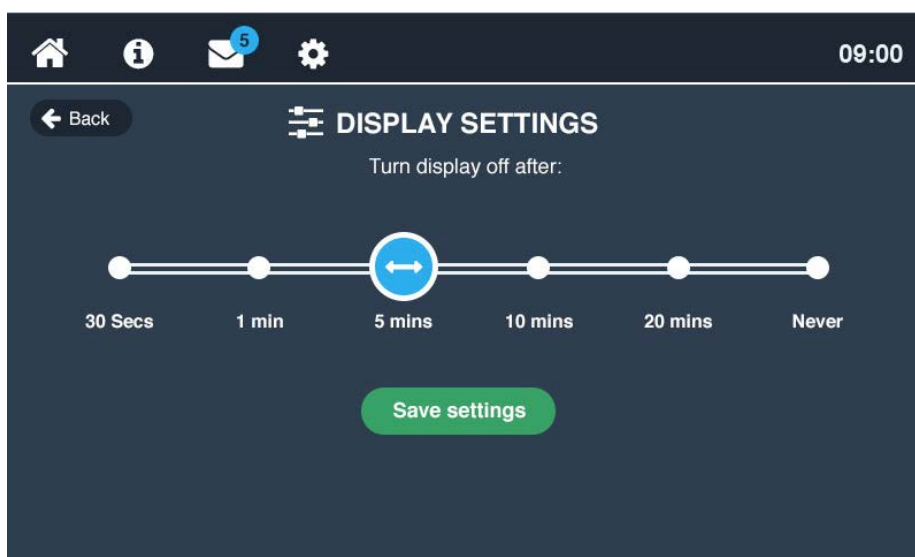 5
09:00
Back
DISPLAY SETTINGS
Turn display off after:
30 Secs 1 min 5 mins 10 mins 20 mins Never
Save settings